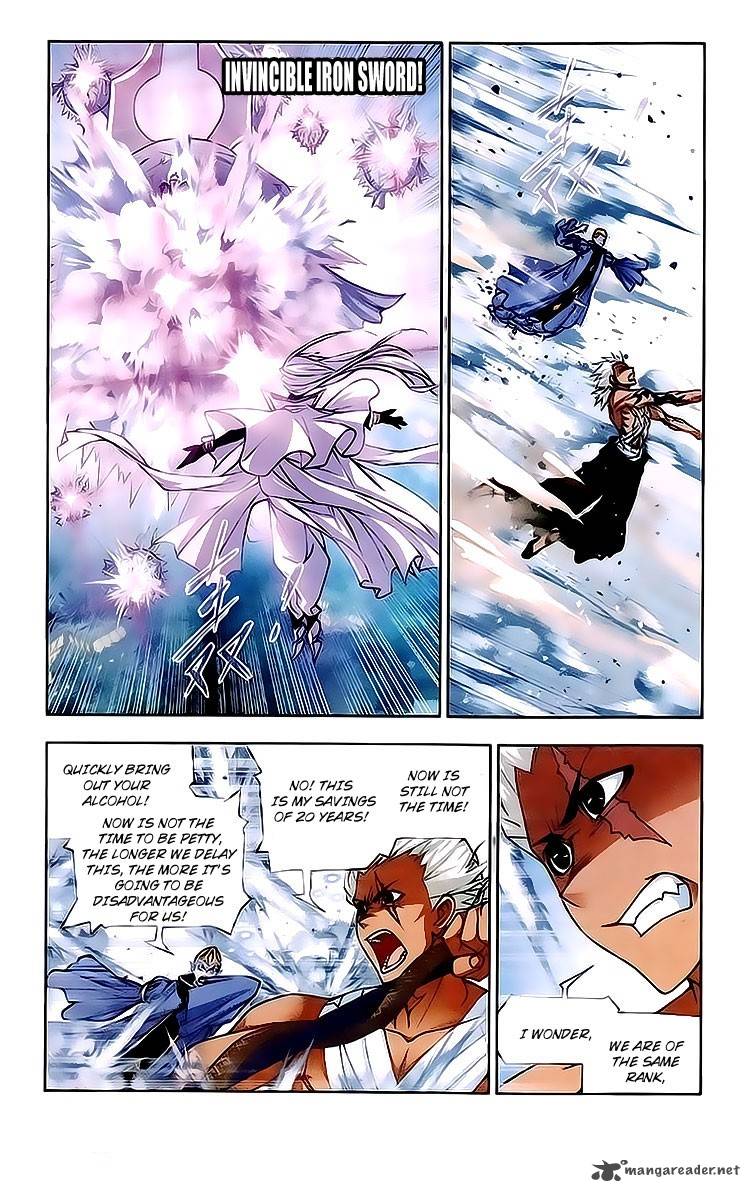 INVINCIBLE IRON SWORD!
QUICKLY BRING
OUT YOUR
ALCOHOL!
NOW IS NOT THE
TIME TO BE PETTY,
THE LONGER WE DELAY
THIS, THE MORE IT'S
GOING TO BE
DISADVANTAGEOUS
FOR US!
NO! THIS
IS MY SAVINGS
OF 20 YEARS!
NOW IS
STILL NOT
THE TIME!
I WONDER,
WE ARE OF
THE SAME
RANK,
mangareader.net